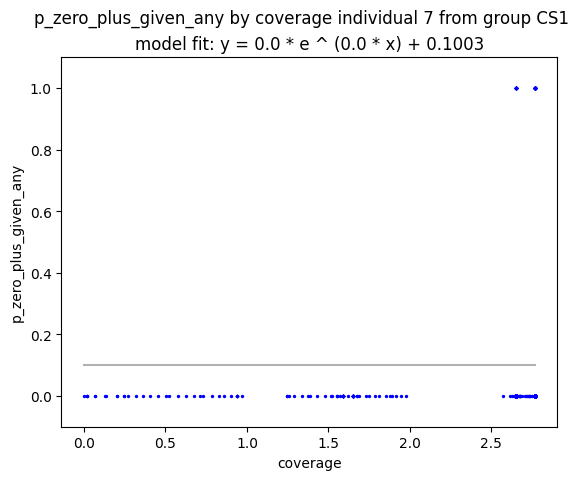 p_zero_plus_given_any by coverage individual 7 from group CS1
model fit: y = 0.0 * e ^ (0.0 * x) + 0.1003
p_zero_plus_given_any
1.0
0.8
0.6
0.4
0.2
0.0
0.0 0.5 1.0 1.5 2.0 2.5
coverage